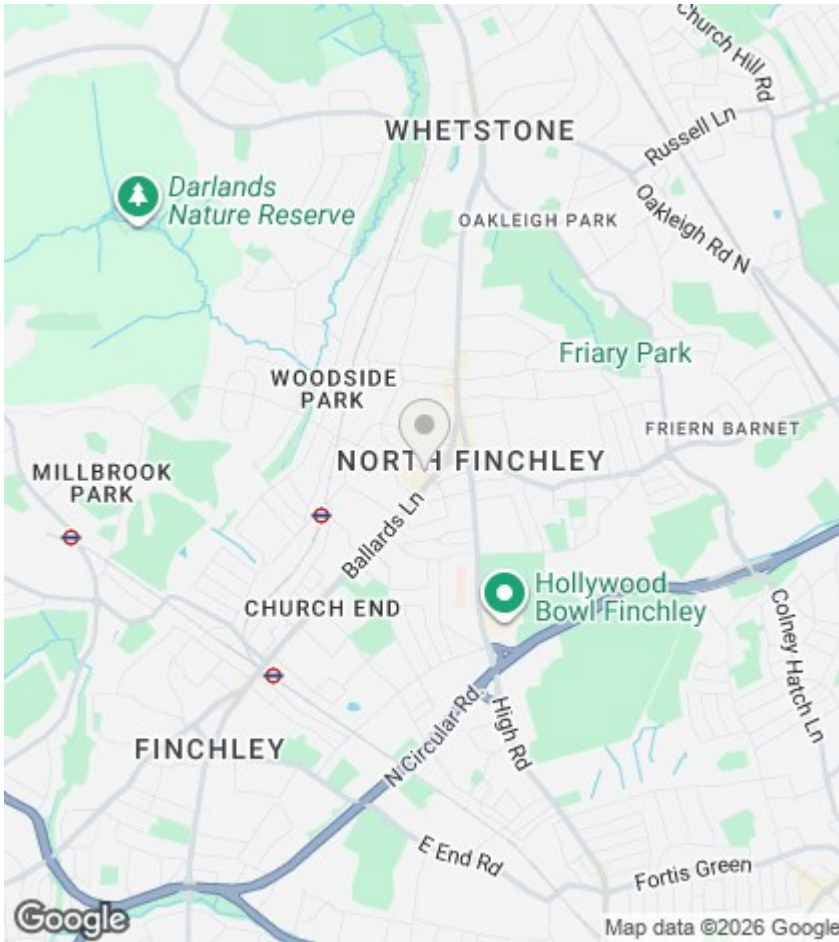 Church Hill Rd
WHETSTONE
Russell Ln
Darlands
Nature Reserve
OAKLEIGH PARK
Oakleigh Rd N
Friary Park
WOODSIDE
PARK
FRIERN BARNET
NORTH FINCHLEY
MILLBROOK
PARK
Ballards Ln
Hollywood
Bowl Finchley
CHURCH END
Colney Hatch Ln
N Circular Rd
High Rd
FINCHLEY
E End Rd
Fortis Green
Google
Map data ©2026 Google